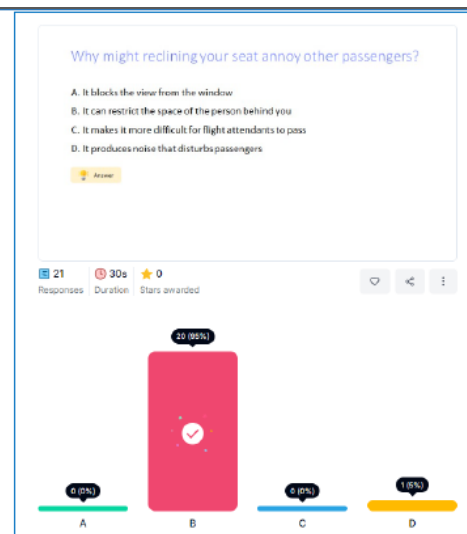 Why might reclining your seat annoy other passengers?
A. It blocks the view from the window
B. It can restrict the space of the person behind you
C. It makes it more difficult for flight attendants to pass
D. It produces noise that disturbs passengers
Answer
21 30s 0
Responses Duration Stars awarded
20 (95%)
0 (0%) 0 (0%) 1 (5%)
A B C D